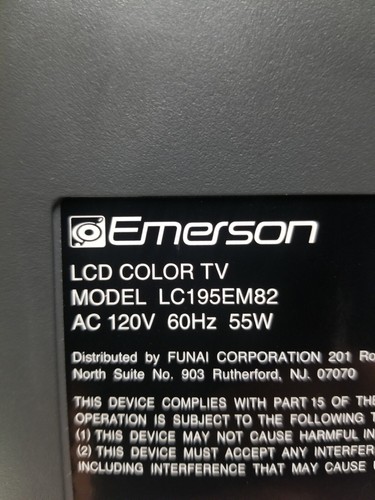 Emerson
LCD COLOR TV
MODEL LC195EM82
AC 120V 60Hz 55W
Distributed by FUNAI CORPORATION 201
North Suite No. 903 Rutherford, NJ. 07070
THIS DEVICE COMPLIES WITH PART 15 OF THE
OPERATION IS SUBJECT TO THE FOLLOWING
(1) THIS DEVICE MAY NOT CAUSE HARMFUL
(2) THIS DEVICE MUST ACCEPT ANY
INCLUDING INTERFERENCE THAT MAY CAUSE